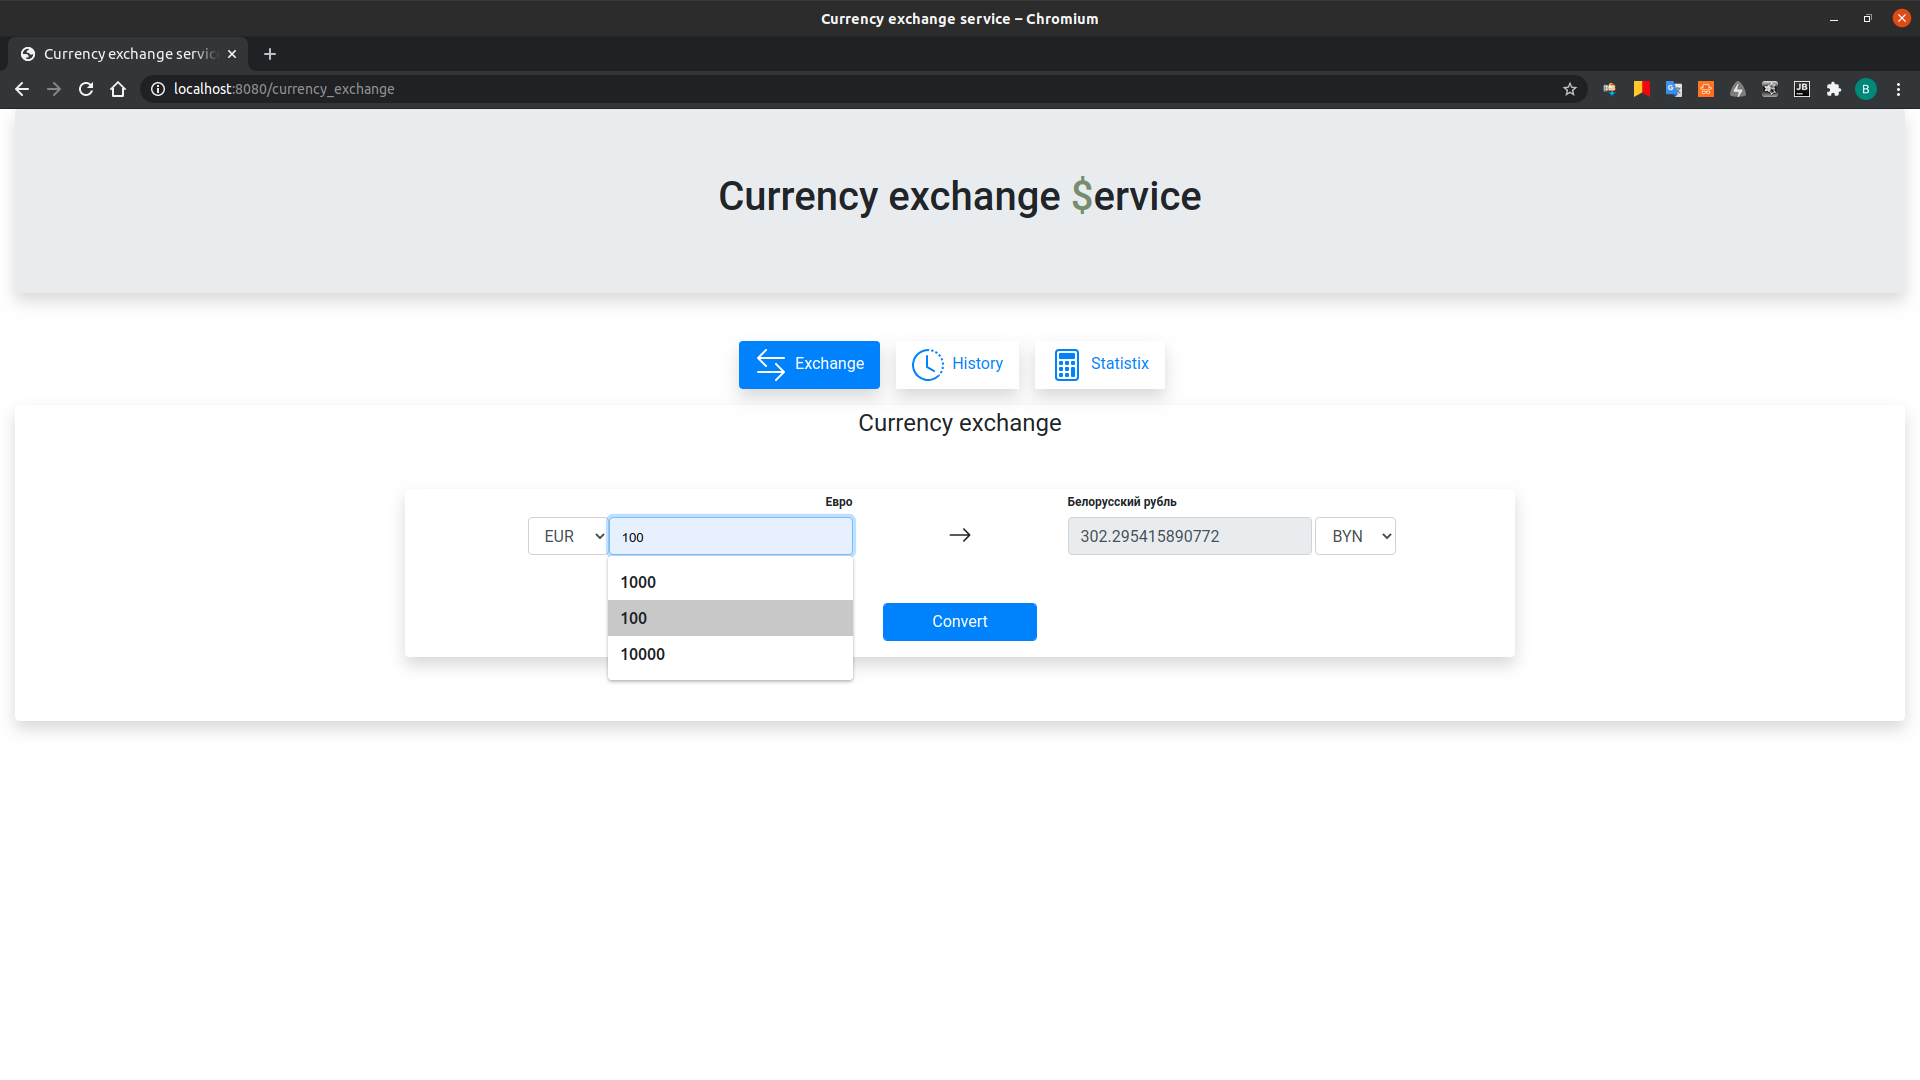 Currency exchange service – Chromium
Currency exchange servic
localhost:8080/currency_exchange
JB
B
Currency exchange $ervice
Exchange
History
Statistix
Currency exchange
Евро
Белорусский рубль
EUR
100
302.295415890772
BYN
1000
100
10000
Convert